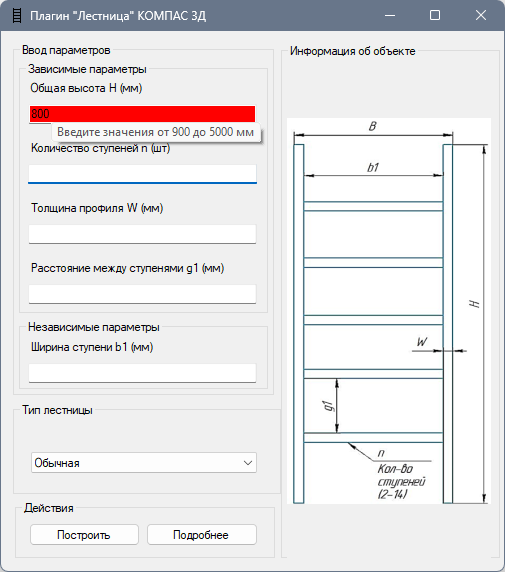 Плагин "Лестница" КОМПАС 3Д
Ввод параметров
Зависимые параметры
Общая высота H (мм)
800
Введите значения от 900 до 5000 мм
Количество ступеней n (шт)
Толщина профиля W (мм)
Расстояние между ступенями g1 (мм)
Независимые параметры
Ширина ступени b1 (мм)
Тип лестницы
Обычная
Действия
Построить
Подробнее
Информация об объекте
B
b1
H
W
g1
n
Кол-во
ступеней
(2-14)